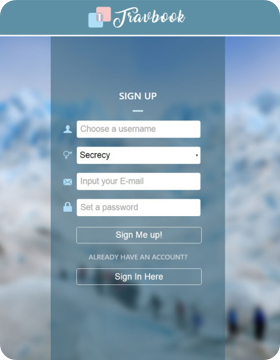 Travbook
SIGN UP
Choose a username
Secrecy
Input your E-mail
Set a password
Sign Me up!
ALREADY HAVE AN ACCOUNT?
Sign In Here